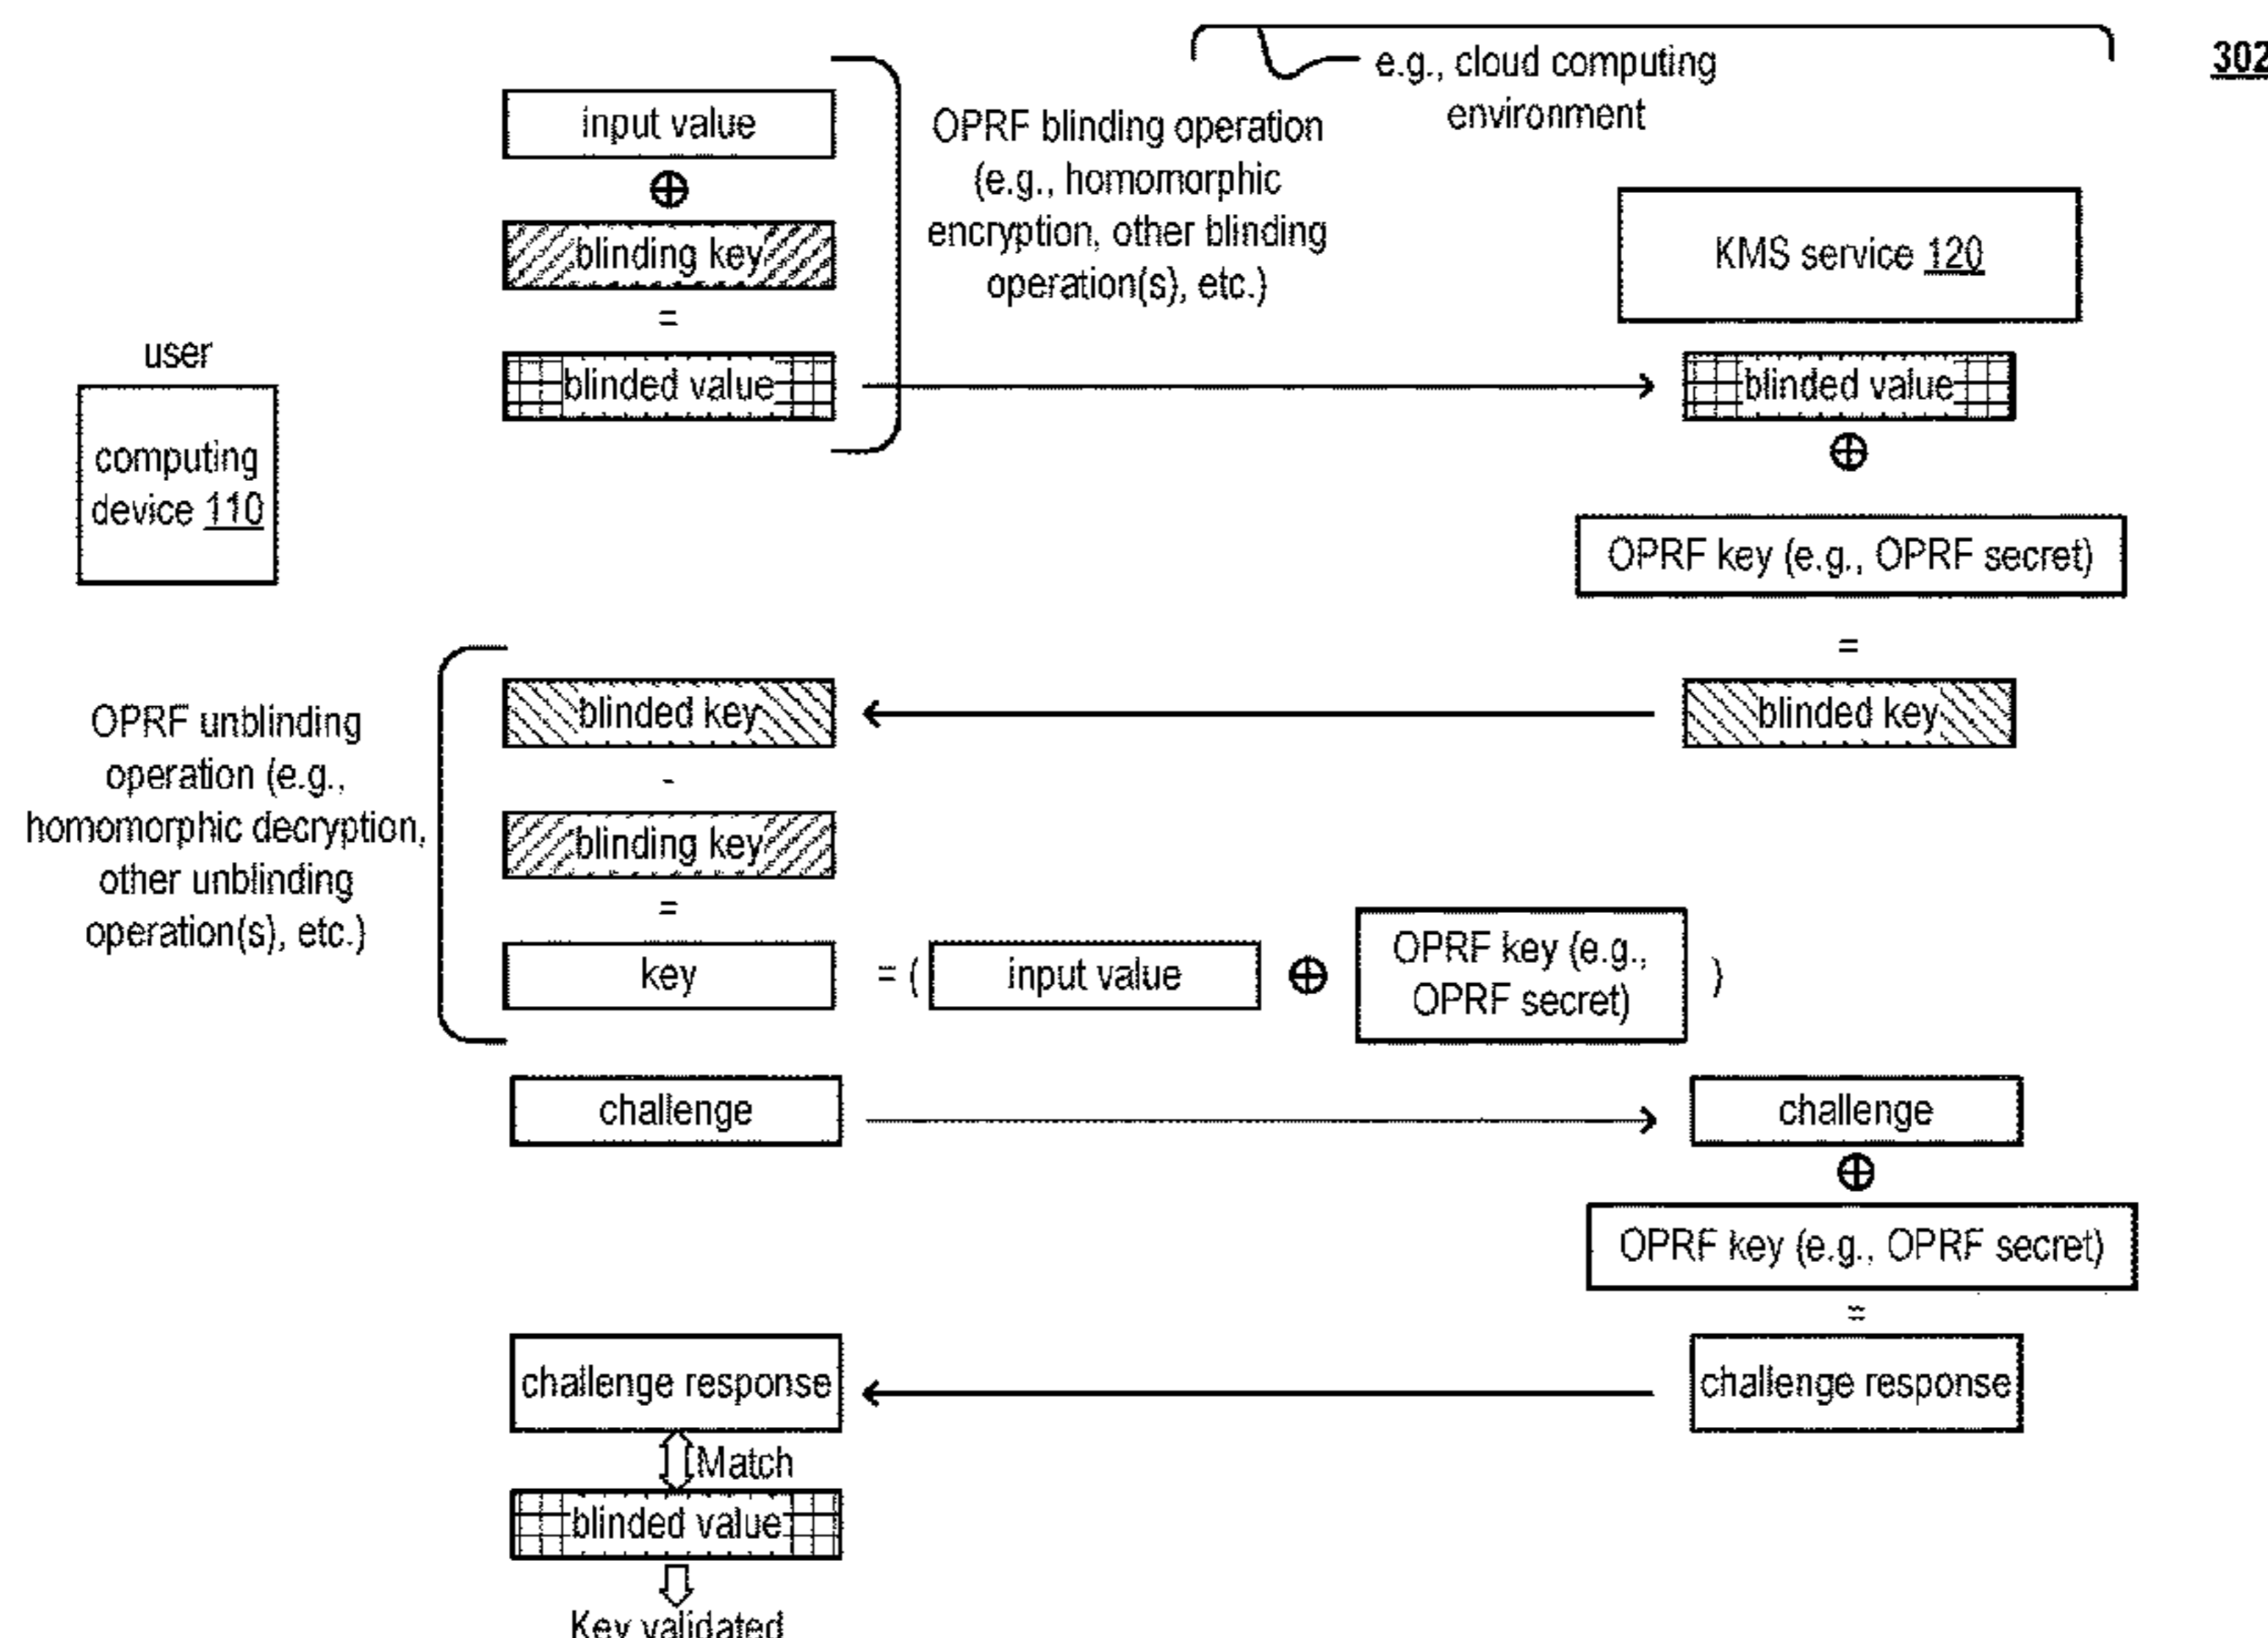 302
e.g., cloud computing
environment
input value
⊕
blinding key
=
blinded value
OPRF blinding operation
(e.g., homomorphic
encryption, other blinding
operation(s), etc.)
KMS service 120
blinded value
⊕
OPRF key (e.g., OPRF secret)
=
blinded key
user
computing
device 110
OPRF unblinding
operation (e.g.,
homomorphic decryption,
other unblinding
operation(s), etc.)
blinded key
-
blinding key
=
key = ( input value ⊕ OPRF key (e.g.,
OPRF secret) )
challenge
challenge
⊕
OPRF key (e.g., OPRF secret)
=
challenge response
challenge response
Match
blinded value
Key validated